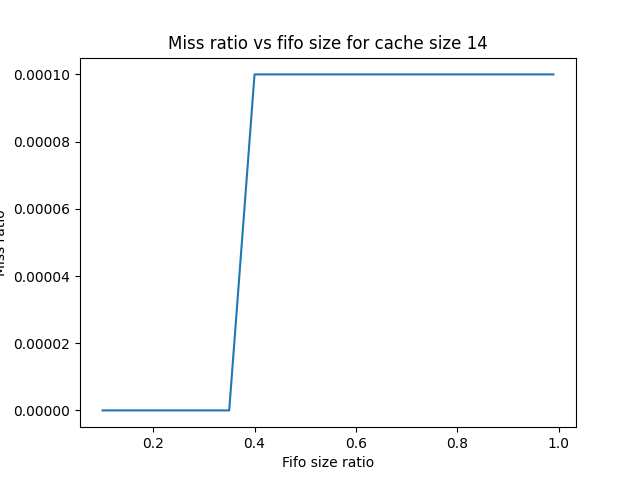 Miss ratio vs fifo size for cache size 14
0.00010
0.00008
0.00006
0.00004
0.00002
0.00000
Miss ratio
0.2 0.4 0.6 0.8 1.0
Fifo size ratio